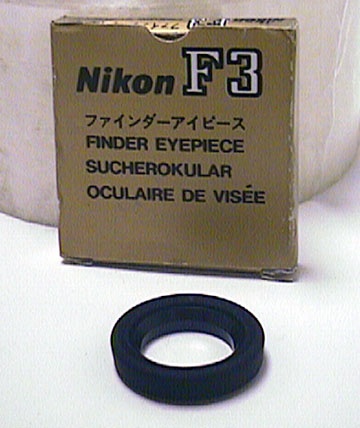 Nikon F3
ファインダーアイピース
FINDER EYEPIECE
SUCHEROKULAR
OCULAIRE DE VISÉE